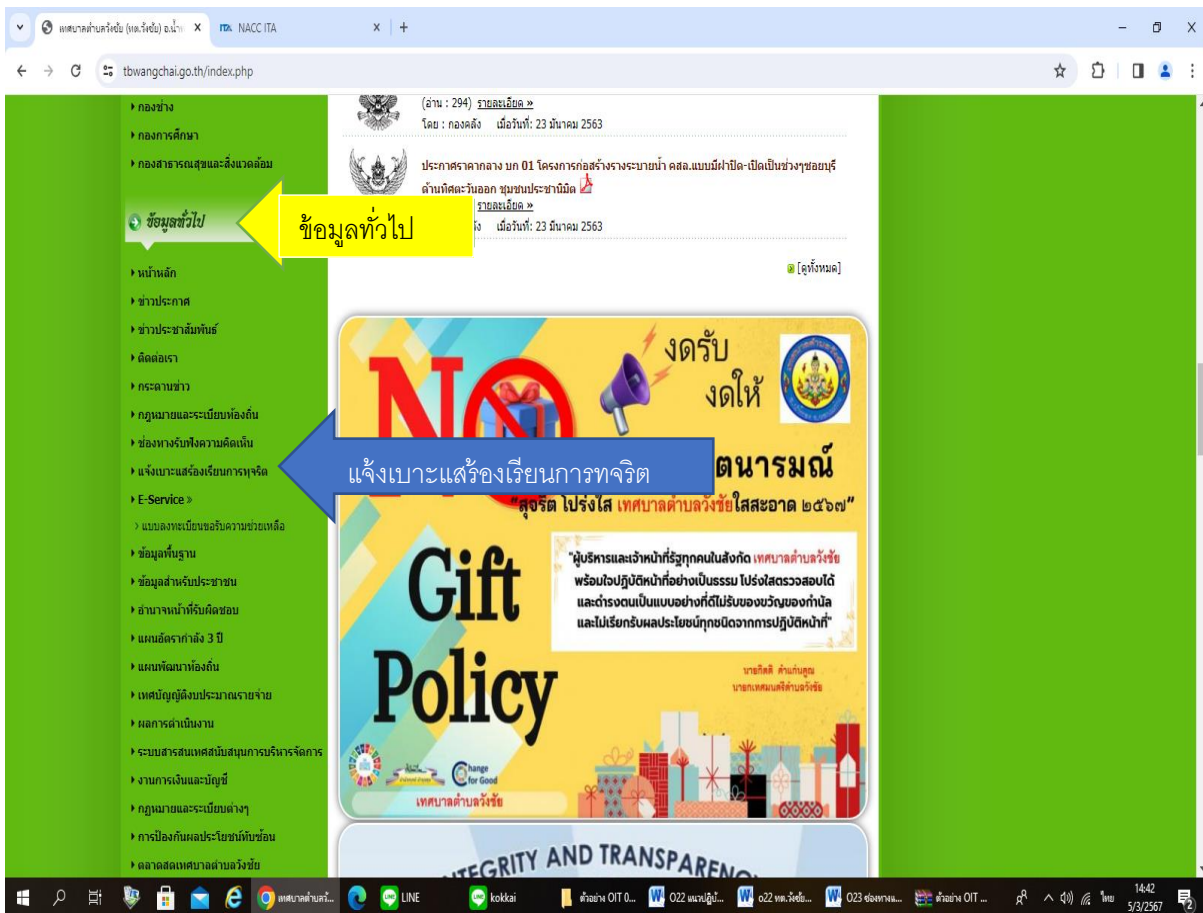 เทศบาลตำบลวังชัย (ทต.วังชัย) อ.น้ำ
ITA NACC ITA
tbwangchai.go.th/index.php
กองช่าง
กองการศึกษา
กองสาธารณสุขและสิ่งแวดล้อม
ข้อมูลทั่วไป
ข้อมูลทั่วไป
หน้าหลัก
ข่าวประกาศ
ข่าวประชาสัมพันธ์
ติดต่อเรา
กระดานข่าว
กฎหมายและระเบียบท้องถิ่น
ช่องทางรับฟังความคิดเห็น
แจ้งเบาะแสร้องเรียนการทุจริต
แจ้งเบาะแสร้องเรียนการทจริต
E-Service »
แบบลงทะเบียนขอรับความช่วยเหลือ
ข้อมูลพื้นฐาน
ข้อมูลสำหรับประชาชน
อำนาจหน้าที่รับผิดชอบ
แผนอัตรากำลัง 3 ปี
แผนพัฒนาท้องถิ่น
เทศบัญญัติงบประมาณรายจ่าย
ผลการดำเนินงาน
ระบบสารสนเทศสนับสนุนการบริหารจัดการ
งานการเงินและบัญชี
กฎหมายและระเบียบต่างๆ
การป้องกันผลประโยชน์ทับซ้อน
ตลาดสดเทศบาลตำบลวังชัย
(อ่าน : 294) รายละเอียด »
โดย : กองคลัง เมื่อวันที่: 23 มีนาคม 2563
ประกาศราคากลาง บก 01 โครงการก่อสร้างรางระบายน้ำ คสล.แบบมีฝาปิด-เปิดเป็นช่วงๆซอยบุรี
ด้านทิศตะวันออก ชุมชนประชานิมิต
รายละเอียด »
เมื่อวันที่: 23 มีนาคม 2563
[ดูทั้งหมด]
NO
งดรับ
งดให้
ตนารมณ์
"สุจริต โปร่งใส เทศบาลตำบลวังชัยใสสะอาด ๒๕๖๗"
Gift
Policy
"ผู้บริหารและเจ้าหน้าที่รัฐทุกคนในสังกัด เทศบาลตำบลวังชัย
พร้อมใจปฏิบัติหน้าที่อย่างเป็นธรรม โปร่งใสตรวจสอบได้
และดำรงตนเป็นแบบอย่างที่ดีไม่รับของขวัญของกำนัล
และไม่เรียกรับผลประโยชน์ทุกชนิดจากการปฏิบัติหน้าที่"
นายกิตติ คำแก่นคูณ
นายกเทศมนตรีตำบลวังชัย
Change
for Good
เทศบาลตำบลวังชัย
TEGRITY AND TRANSPAREN
เทศบาลตำบลวั...
LINE
kokkai
ตัวอย่าง OIT 0...
O22 แนวปฏิบั...
o22 ทต.วังชัย...
O23 ช่องทางแ...
ตัวอย่าง OIT ...
ไทย
14:42
5/3/2567